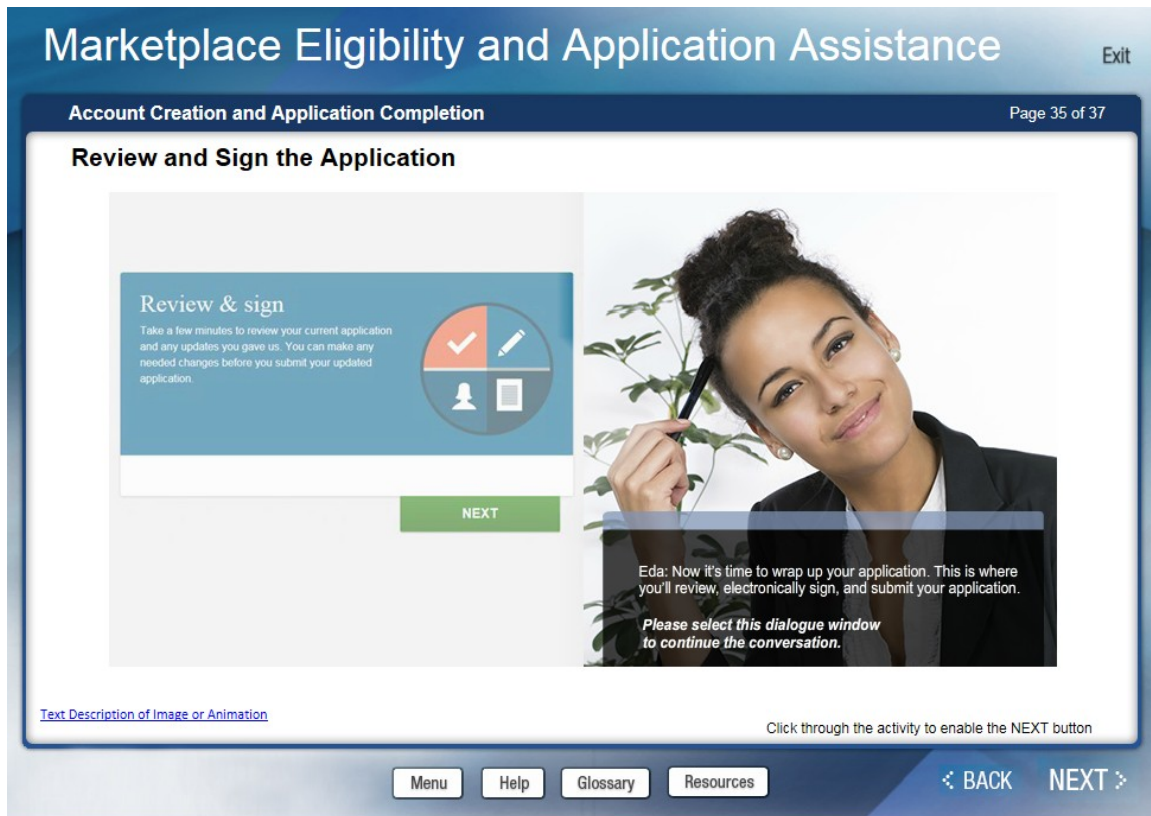 Marketplace Eligibility and Application Assistance
Exit
Account Creation and Application Completion
Page 35 of 37
Review and Sign the Application
Review & sign
Take a few minutes to review your current application
and any updates you gave us. You can make any
needed changes before you submit your updated
application.
NEXT
Eda: Now it's time to wrap up your application. This is where
you'll review, electronically sign, and submit your application.
Please select this dialogue window
to continue the conversation.
Text Description of Image or Animation
Click through the activity to enable the NEXT button
Menu
Help
Glossary
Resources
< BACK
NEXT >